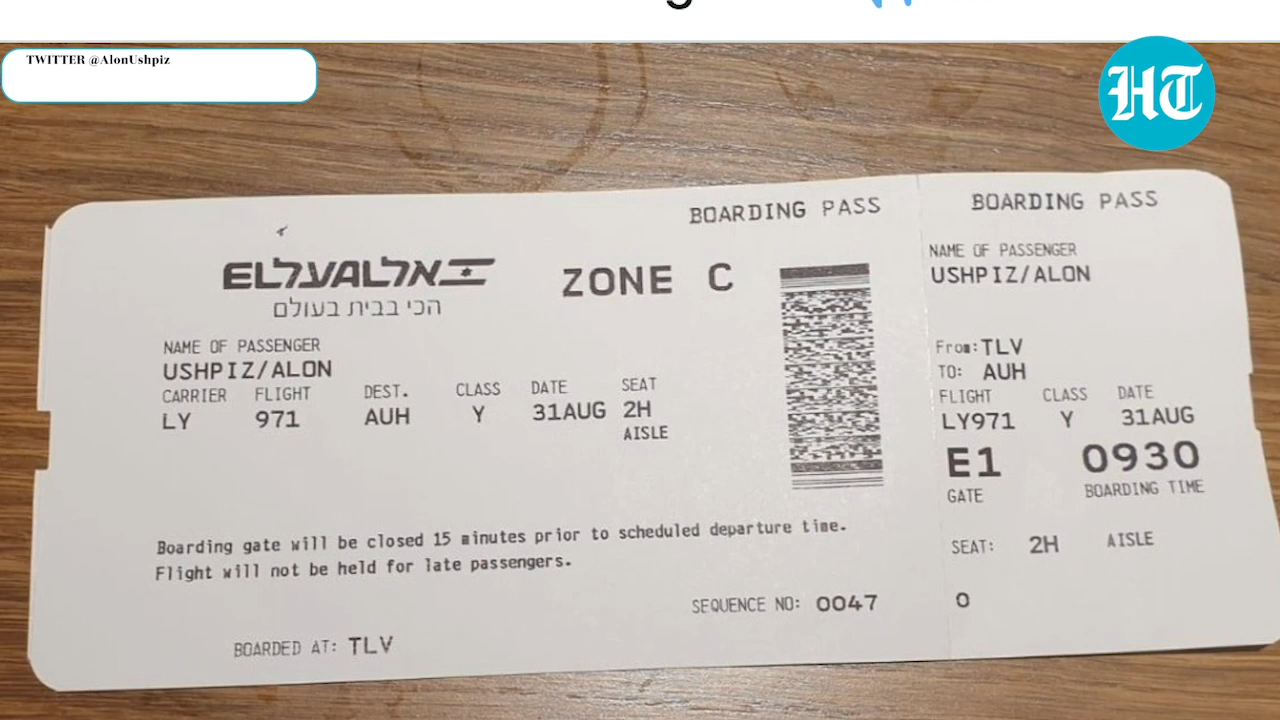 TWITTER @AlonUshpiz
HT
BOARDING PASS
ELעלALאל
הכי בבית בעולם
ZONE C
NAME OF PASSENGER
USHPIZ/ALON
CARRIER FLIGHT DEST. CLASS DATE SEAT
LY 971 AUH Y 31AUG 2H
AISLE
Boarding gate will be closed 15 minutes prior to scheduled departure time.
Flight will not be held for late passengers.
SEQUENCE NO: 0047
BOARDED AT: TLV
BOARDING PASS
NAME OF PASSENGER
USHPIZ/ALON
From: TLV
TO: AUH
FLIGHT CLASS DATE
LY971 Y 31AUG
E1 0930
GATE BOARDING TIME
SEAT: 2H AISLE
0